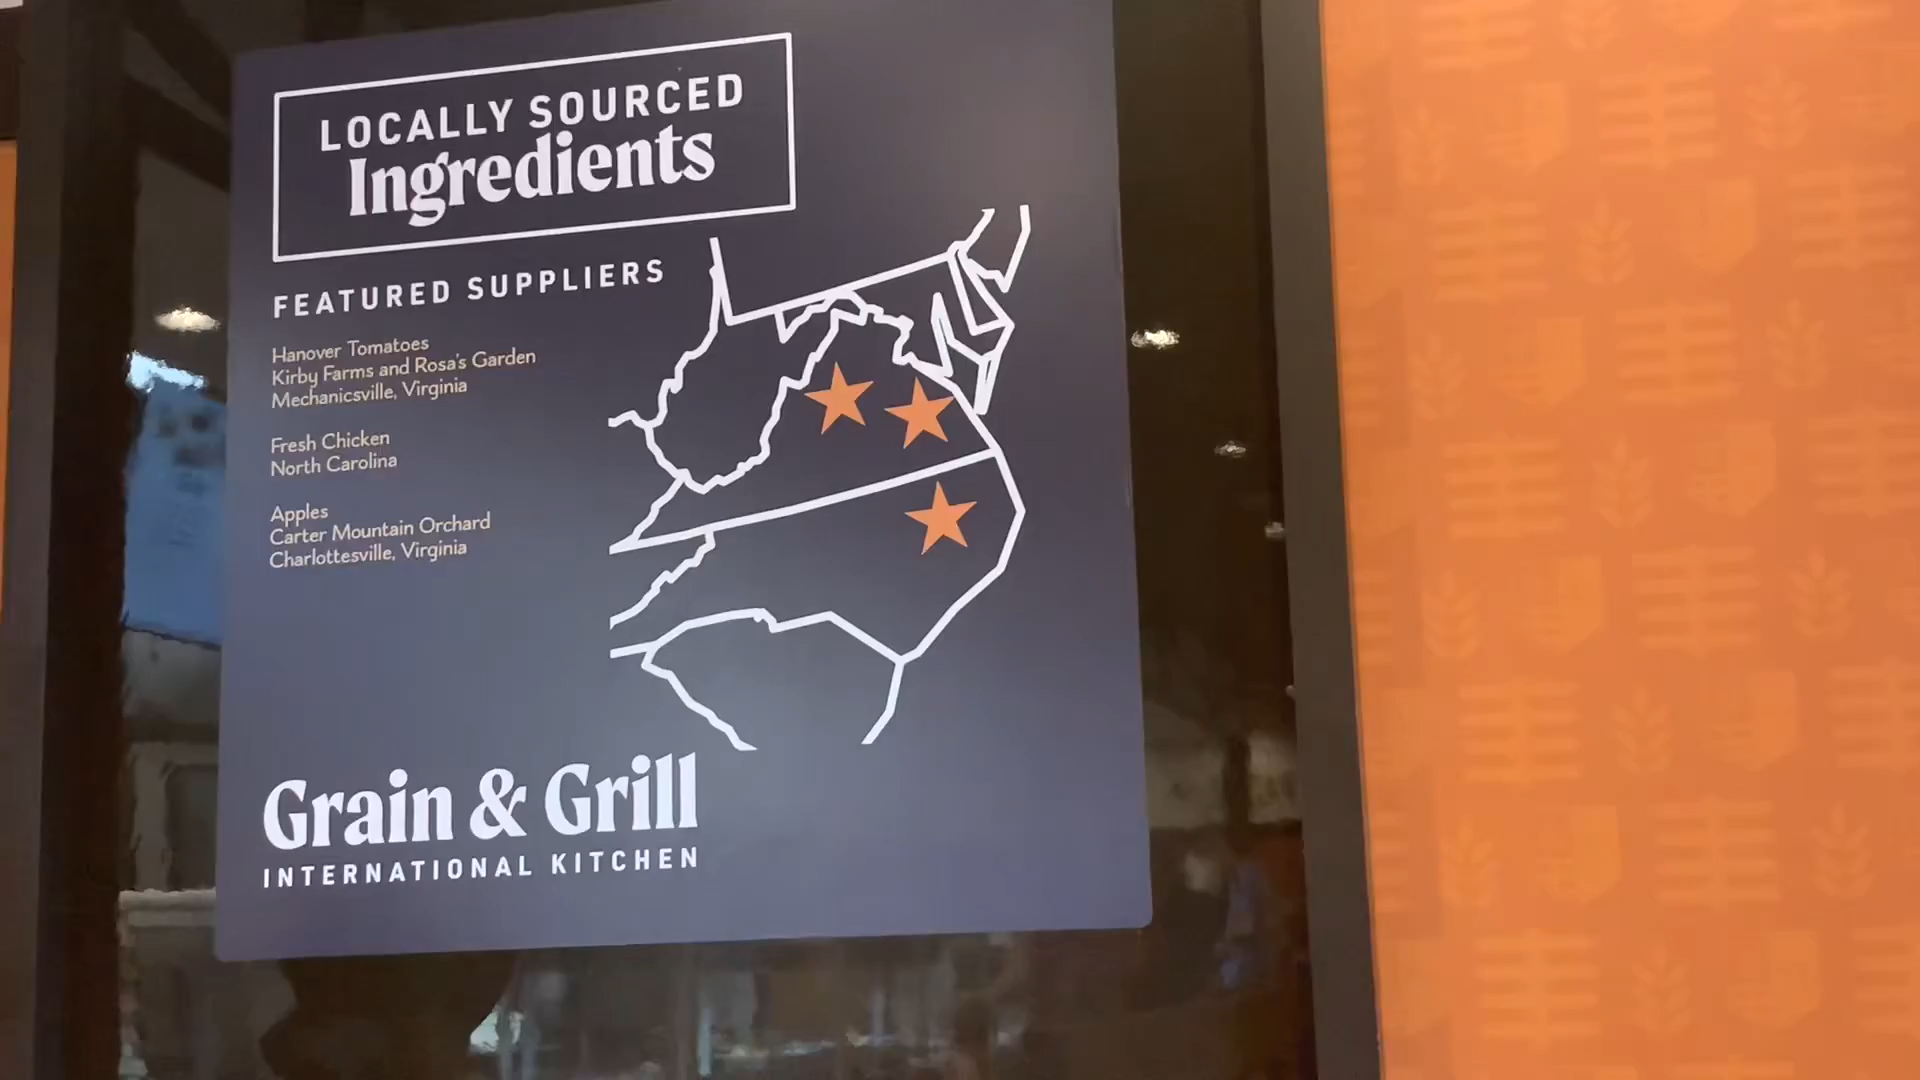 LOCALLY SOURCED
Ingredients
FEATURED SUPPLIERS
Hanover Tomatoes
Kirby Farms and Rosa's Garden
Mechanicsville, Virginia
Fresh Chicken
North Carolina
Apples
Carter Mountain Orchard
Charlottesville, Virginia
Grain & Grill
INTERNATIONAL KITCHEN